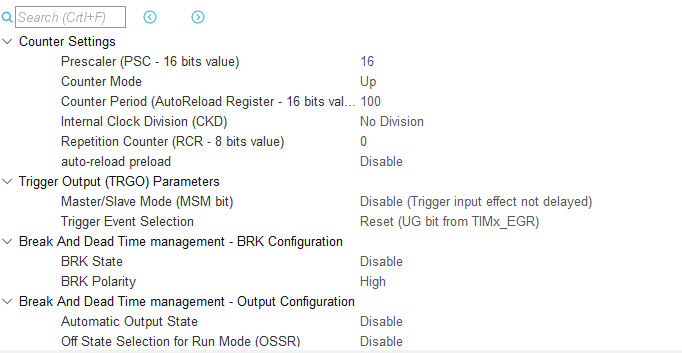 Search (Crtl+F)
Counter Settings
Prescaler (PSC - 16 bits value) 16
Counter Mode Up
Counter Period (AutoReload Register - 16 bits val... 100
Internal Clock Division (CKD) No Division
Repetition Counter (RCR - 8 bits value) 0
auto-reload preload Disable
Trigger Output (TRGO) Parameters
Master/Slave Mode (MSM bit) Disable (Trigger input effect not delayed)
Trigger Event Selection Reset (UG bit from TIMx_EGR)
Break And Dead Time management - BRK Configuration
BRK State Disable
BRK Polarity High
Break And Dead Time management - Output Configuration
Automatic Output State Disable
Off State Selection for Run Mode (OSSR) Disable